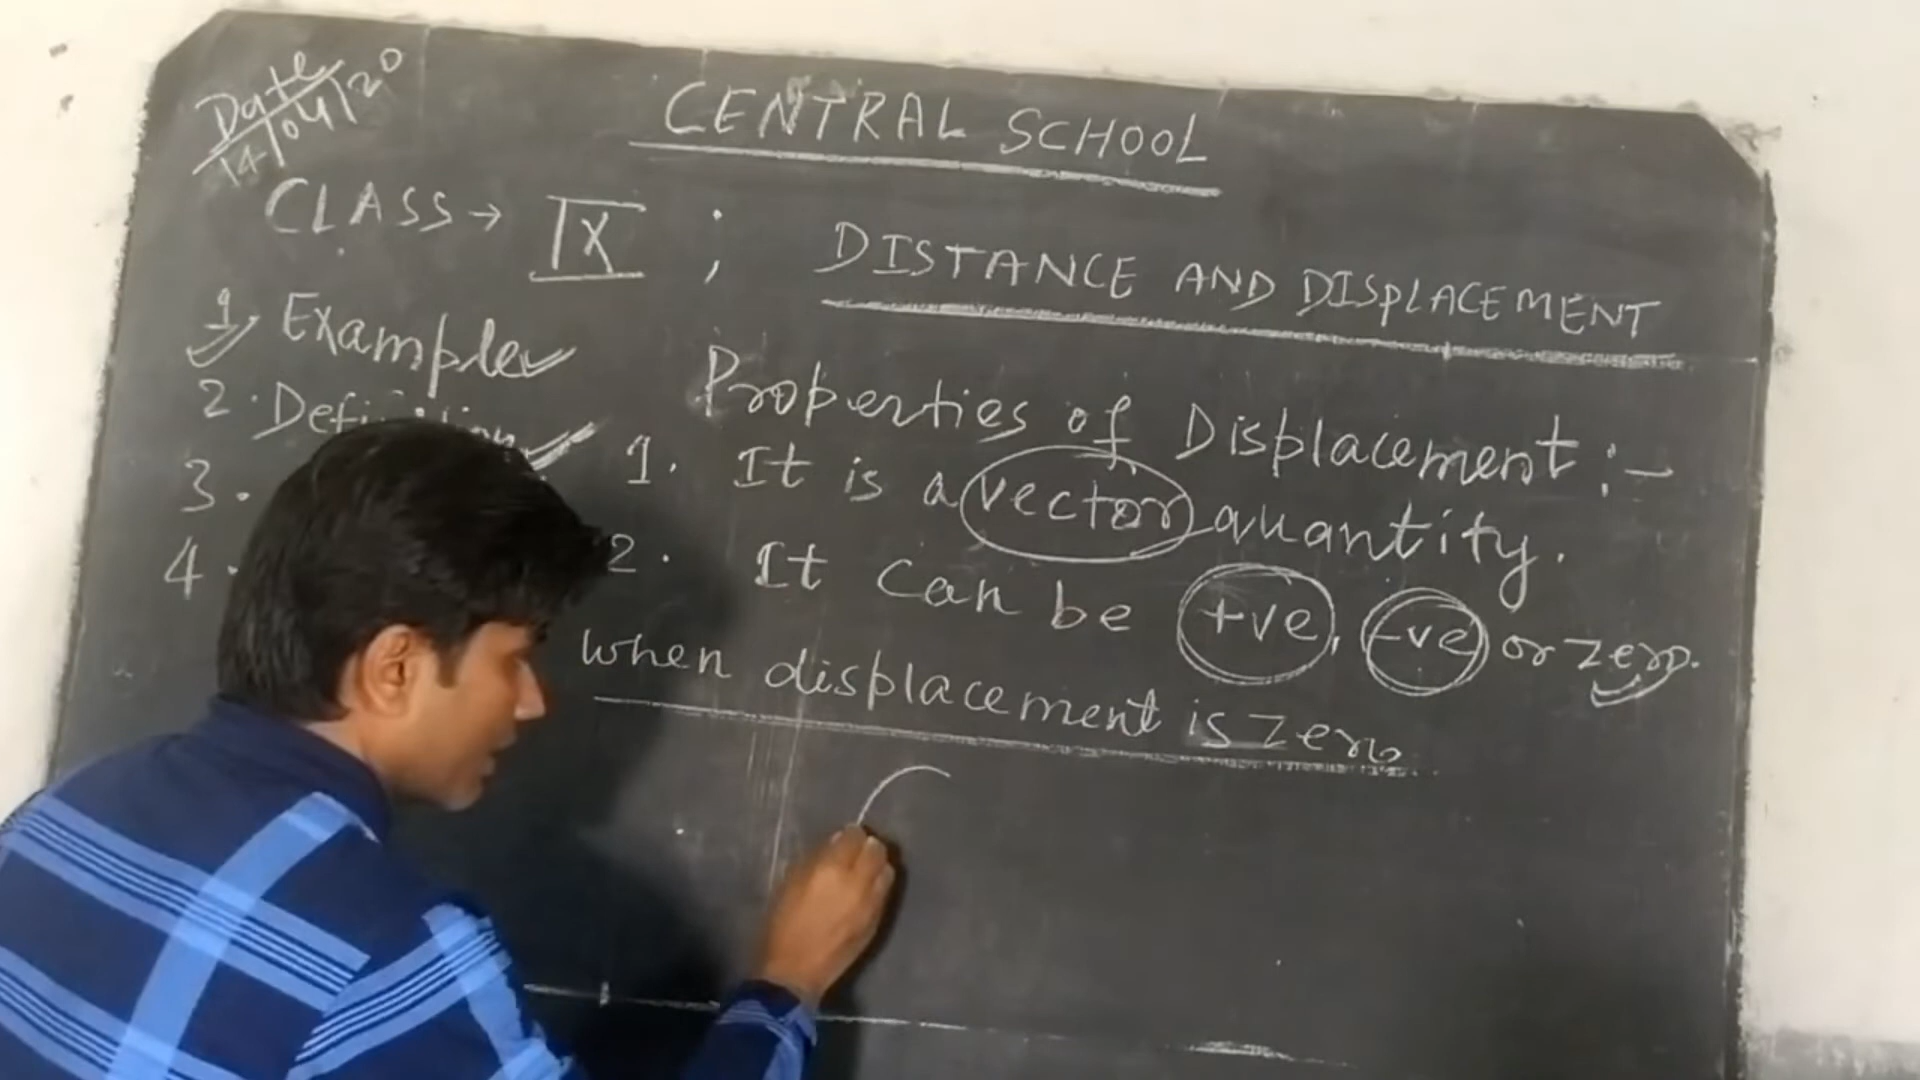 Date
14/04/20
CENTRAL SCHOOL
CLASS → IX ; DISTANCE AND DISPLACEMENT
1. Example
2. 
3.
4.
Properties of Displacement :-
1. It is a vector quantity.
2. It can be +ve, -ve or zero.
when displacement is zero